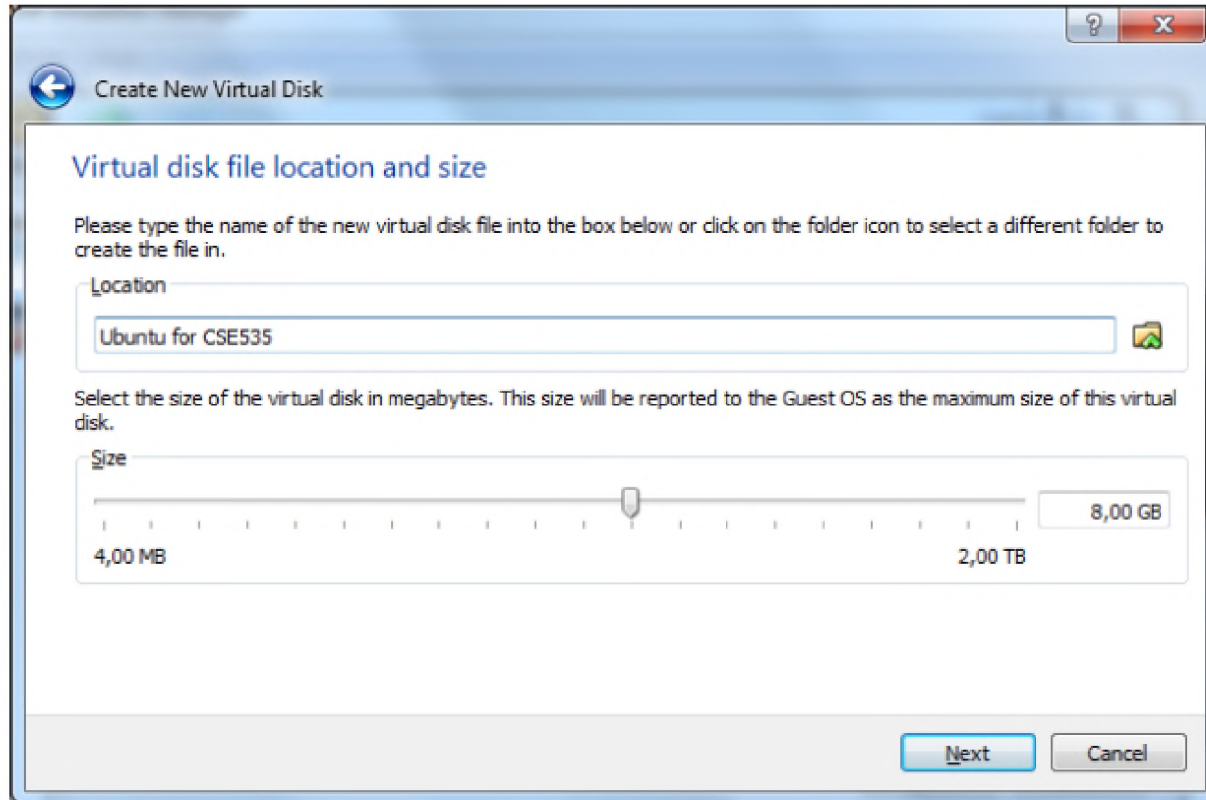 Create New Virtual Disk
Virtual disk file location and size
Please type the name of the new virtual disk file into the box below or click on the folder icon to select a different folder to
create the file in.
Location
Ubuntu for CSE535
Select the size of the virtual disk in megabytes. This size will be reported to the Guest OS as the maximum size of this virtual
disk.
Size
8,00 GB
4,00 MB 2,00 TB
Next Cancel